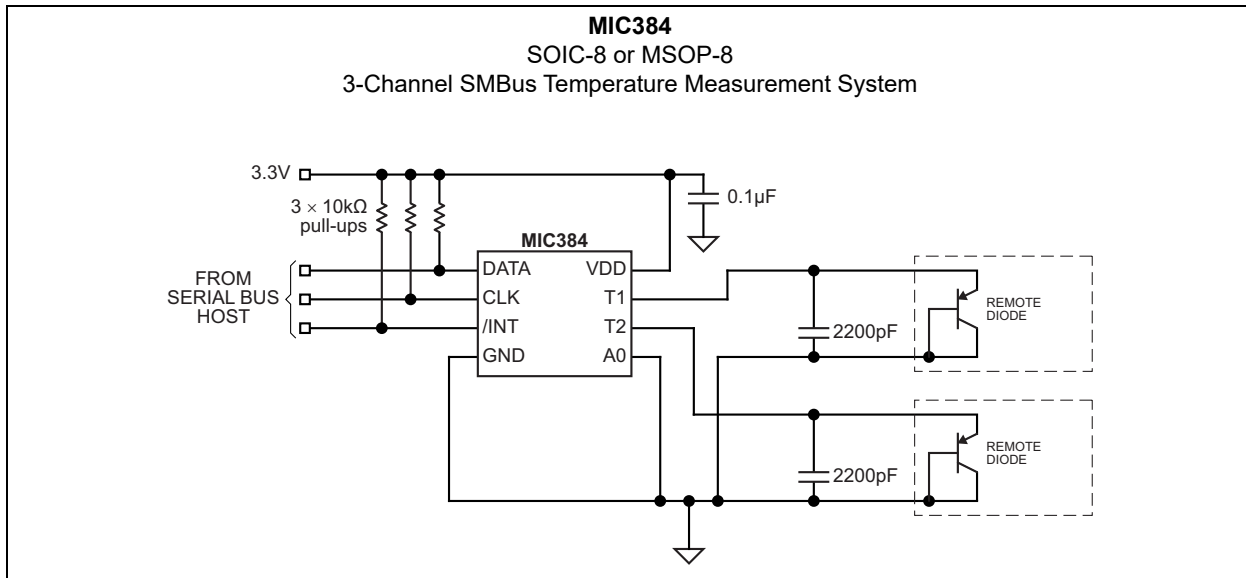 MIC384
SOIC-8 or MSOP-8
3-Channel SMBus Temperature Measurement System
3.3V
3 × 10kΩ
pull-ups
0.1µF
MIC384
FROM
SERIAL BUS
HOST
DATA
CLK
/INT
GND
VDD
T1
T2
A0
2200pF
REMOTE
DIODE
2200pF
REMOTE
DIODE